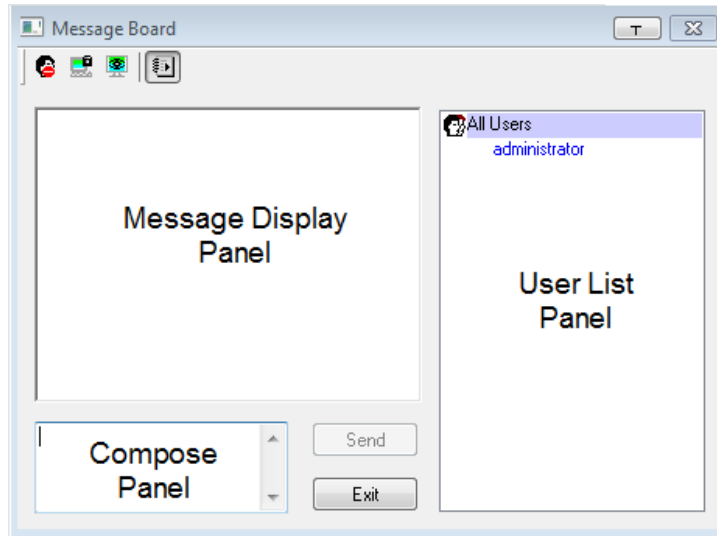 Message Board
T
All Users
administrator
Message Display
Panel
User List
Panel
Compose
Panel
Send
Exit